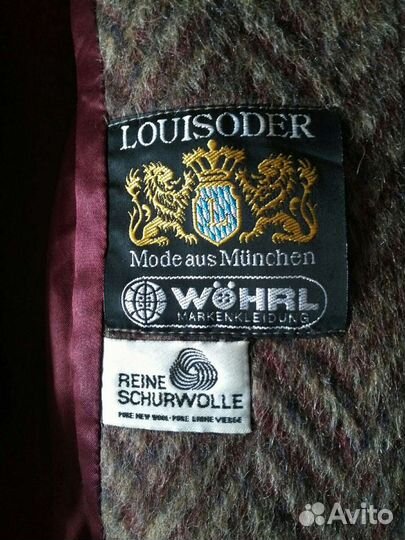 LOUISODER
Mode aus München
WÖHRL
MARKENKLEIDUNG
REINE
SCHURWOLLE
PURE NEW WOOL · PURE LAINE VIERGE
Avito